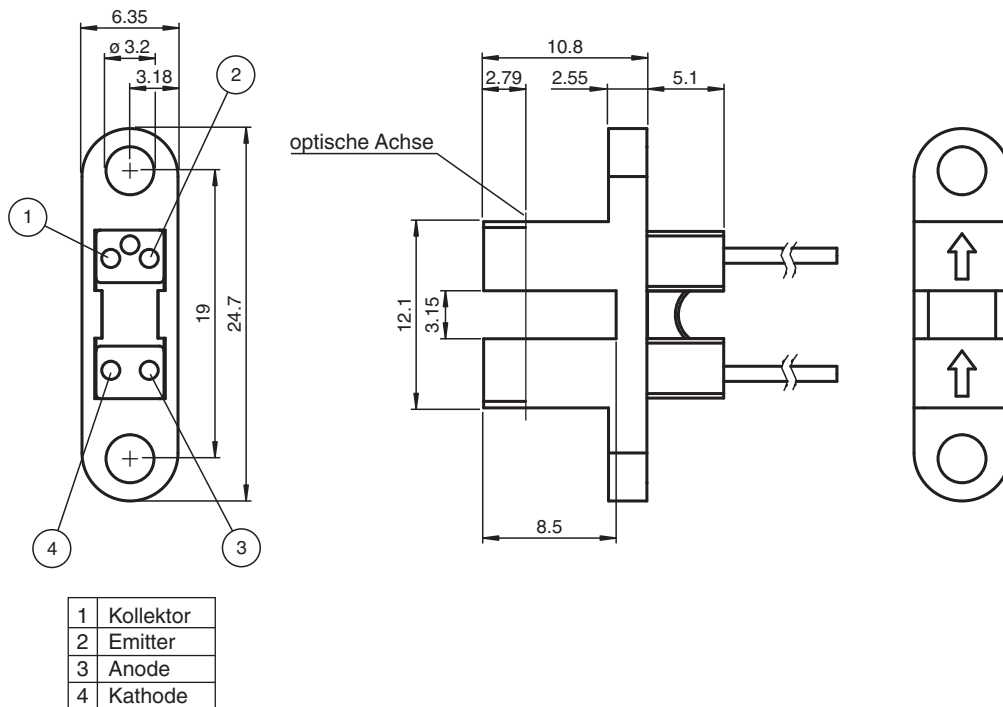 6.35
ø 3.2
3.18
2
1
19
24.7
4
3
10.8
2.79
2.55
5.1
optische Achse
12.1
3.15
8.5
1 Kollektor
2 Emitter
3 Anode
4 Kathode